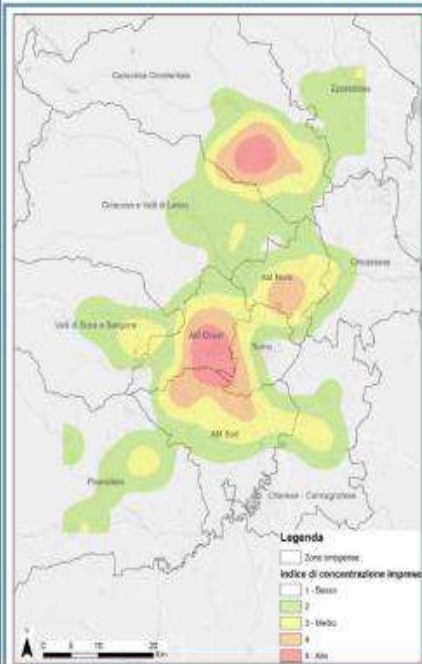 Canavese Occidentale
Eporediese
Ciriacese e Valli di Lanzo
AM Nord
Chivassese
Valli di Susa e Sangone
AM Ovest
Torino
AM Sud
Pinerolese
Chierese - Carmagnolese
Legenda
Zone omogenee
Indice di concentrazione imprese
1 - Basso
2
3 - Medio
4
5 - Alto
N
0 5 10 20
Km